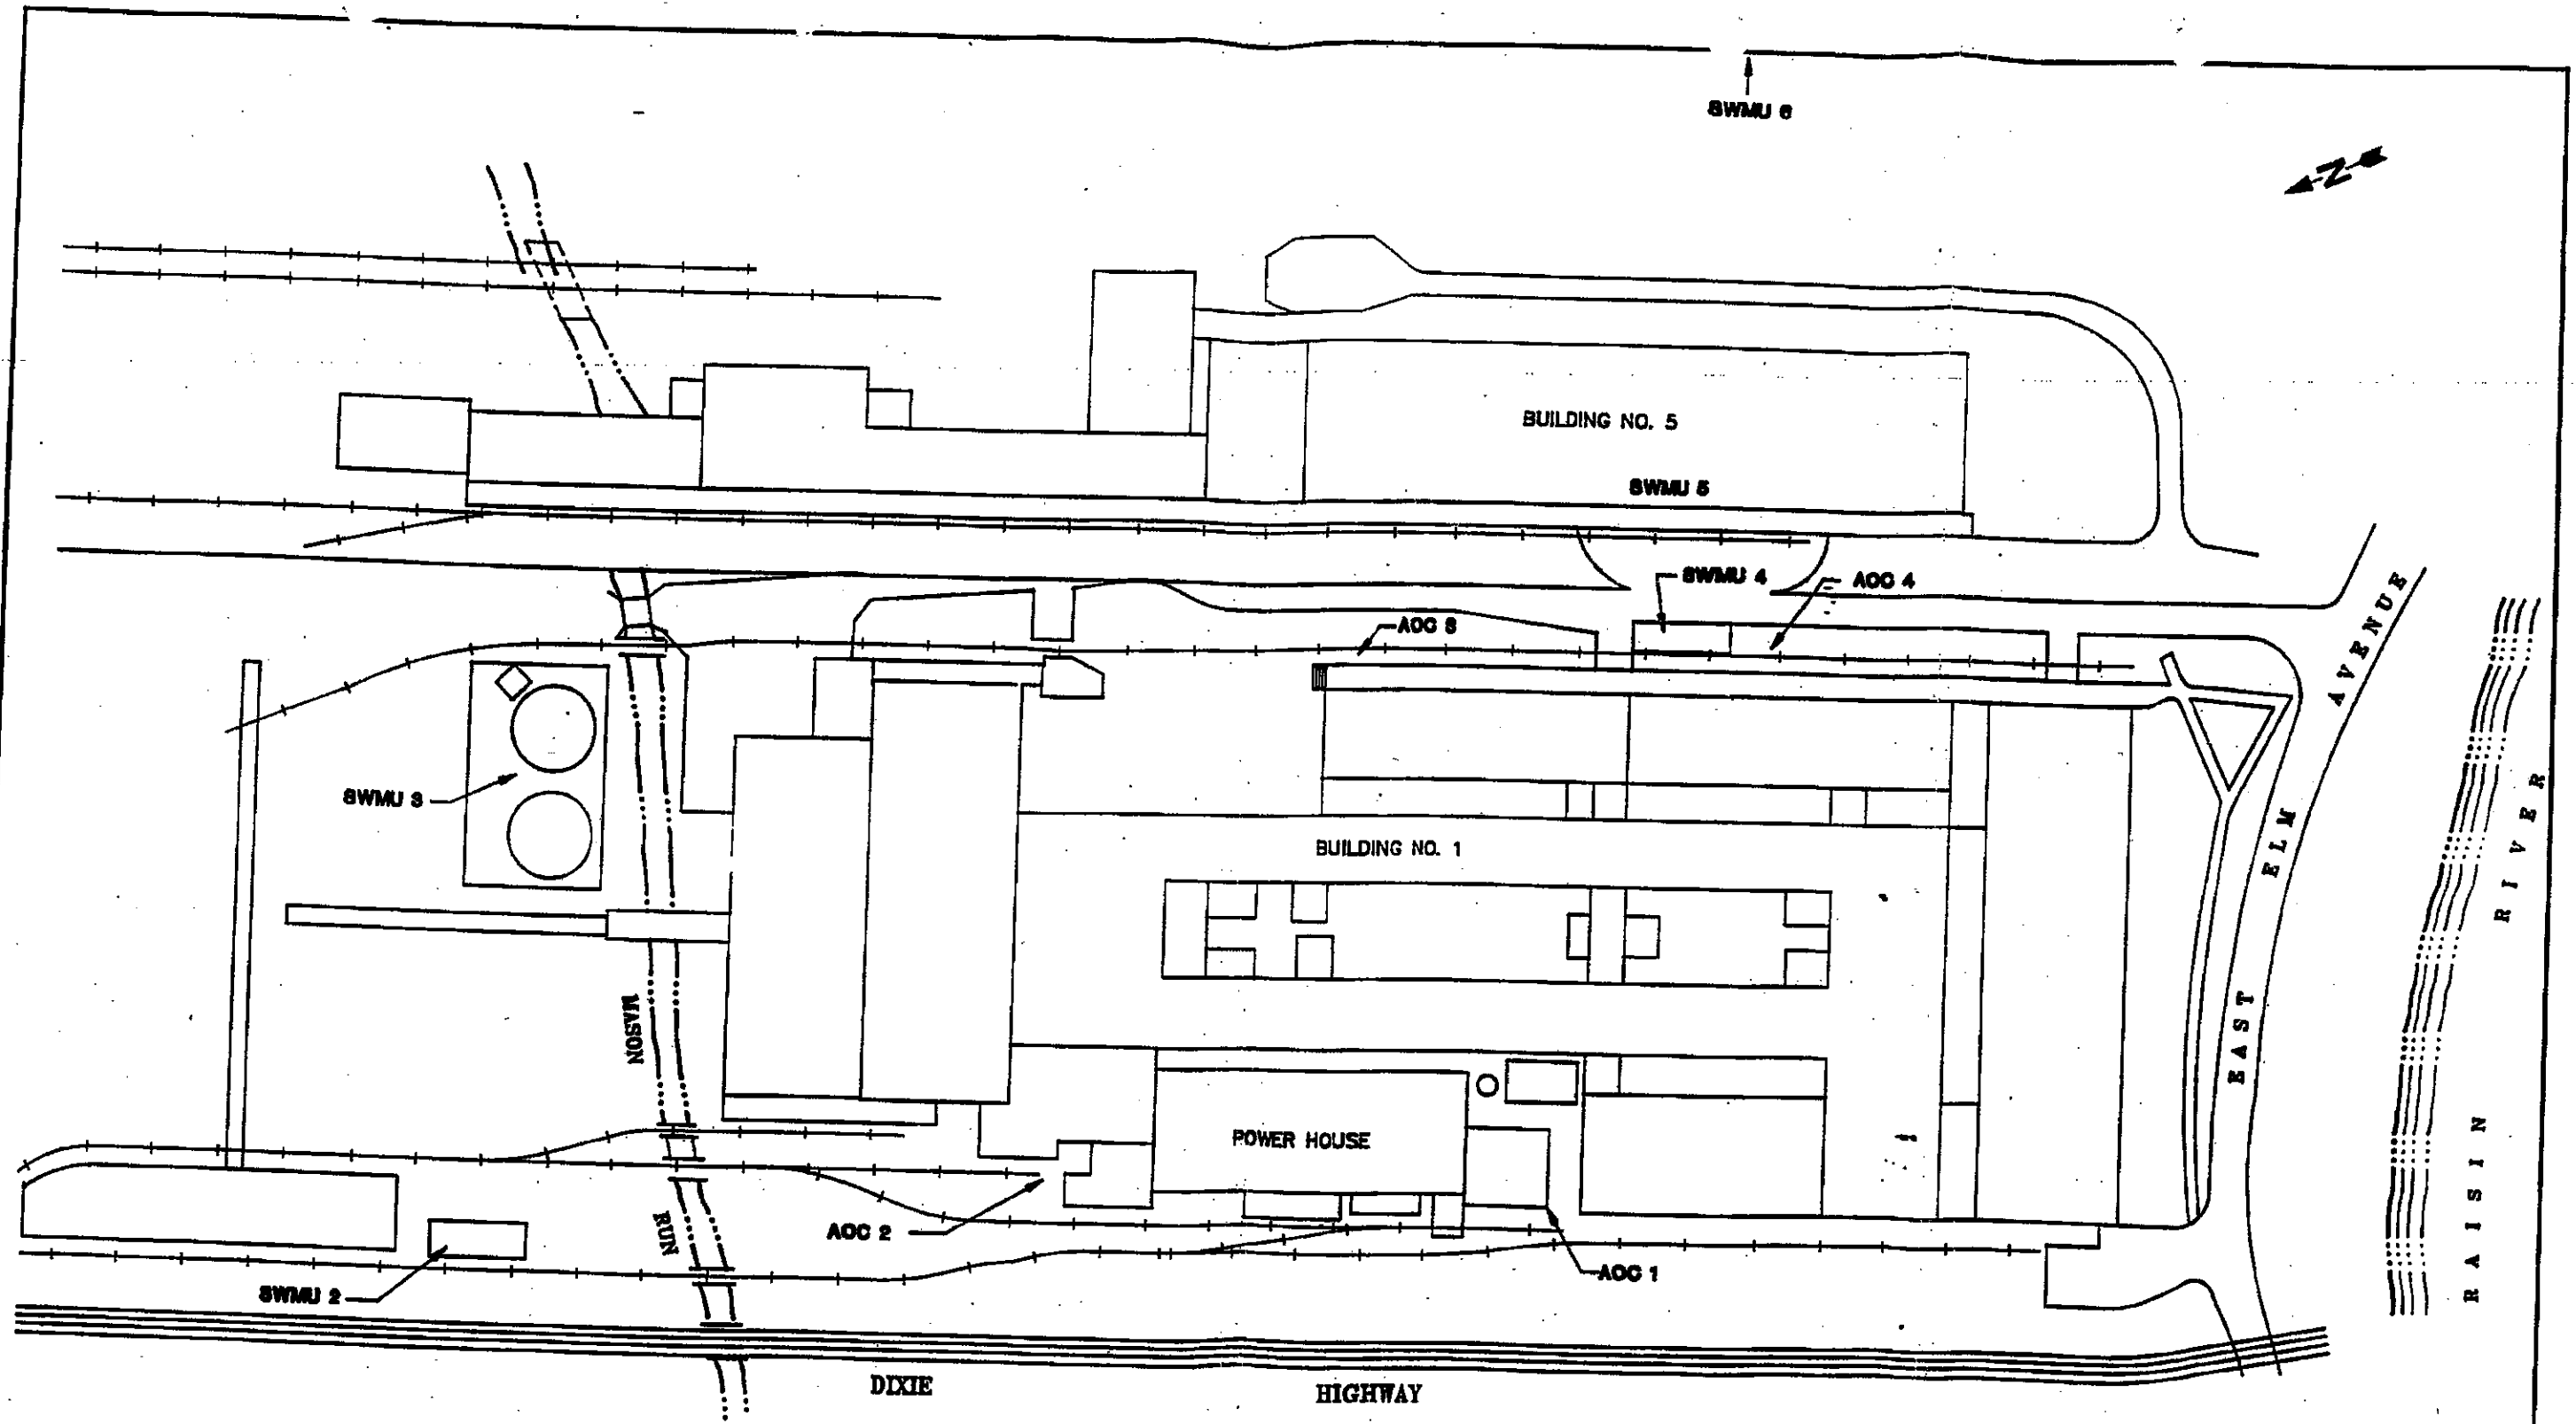 SWMU 6
N
BUILDING NO. 5
SWMU 5
SWMU 4
AOC 4
AOC 3
SWMU 3
BUILDING NO. 1
EAST ELM AVENUE
RAISIN RIVER
MASON RUN
POWER HOUSE
AOC 2
AOC 1
SWMU 2
DIXIE HIGHWAY